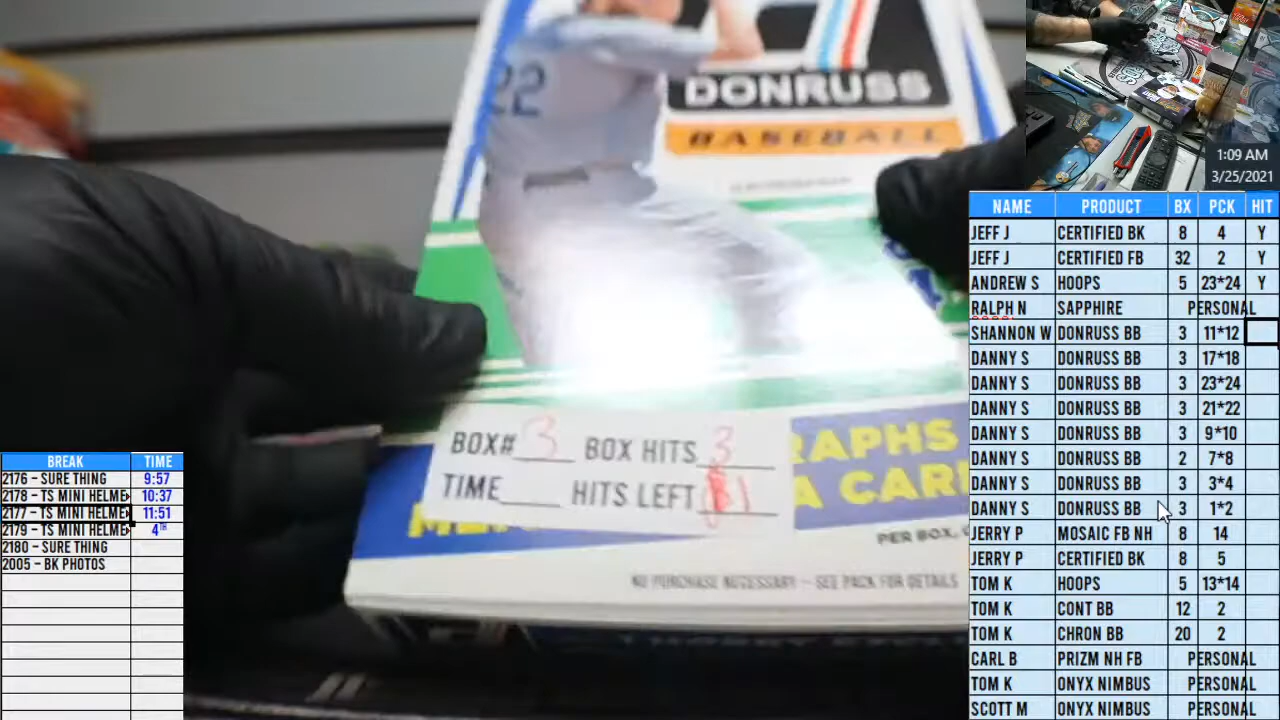 22
DONRUSS
BASEBALL
BOX# 3 BOX HITS 3
TIME HITS LEFT 1
RAPHS
A CARD
MEM
PER BOX,
NO PURCHASE NECESSARY – SEE PACK FOR DETAILS
1:09 AM
3/25/2021
NAME PRODUCT BX PCK HIT
JEFF J CERTIFIED BK 8 4 Y
JEFF J CERTIFIED FB 32 2 Y
ANDREW S HOOPS 5 23*24 Y
RALPH N SAPPHIRE PERSONAL
SHANNON W DONRUSS BB 3 11*12
DANNY S DONRUSS BB 3 17*18
DANNY S DONRUSS BB 3 23*24
DANNY S DONRUSS BB 3 21*22
DANNY S DONRUSS BB 3 9*10
DANNY S DONRUSS BB 2 7*8
DANNY S DONRUSS BB 3 3*4
DANNY S DONRUSS BB 3 1*2
JERRY P MOSAIC FB NH 8 14
JERRY P CERTIFIED BK 8 5
TOM K HOOPS 5 13*14
TOM K CONT BB 12 2
TOM K CHRON BB 20 2
CARL B PRIZM NH FB PERSONAL
TOM K ONYX NIMBUS PERSONAL
SCOTT M ONYX NIMBUS PERSONAL
BREAK TIME
2176 – SURE THING 9:57
2178 – TS MINI HELME 10:37
2177 – TS MINI HELME 11:51
2179 – TS MINI HELME 4TH
2180 – SURE THING
2005 – BK PHOTOS